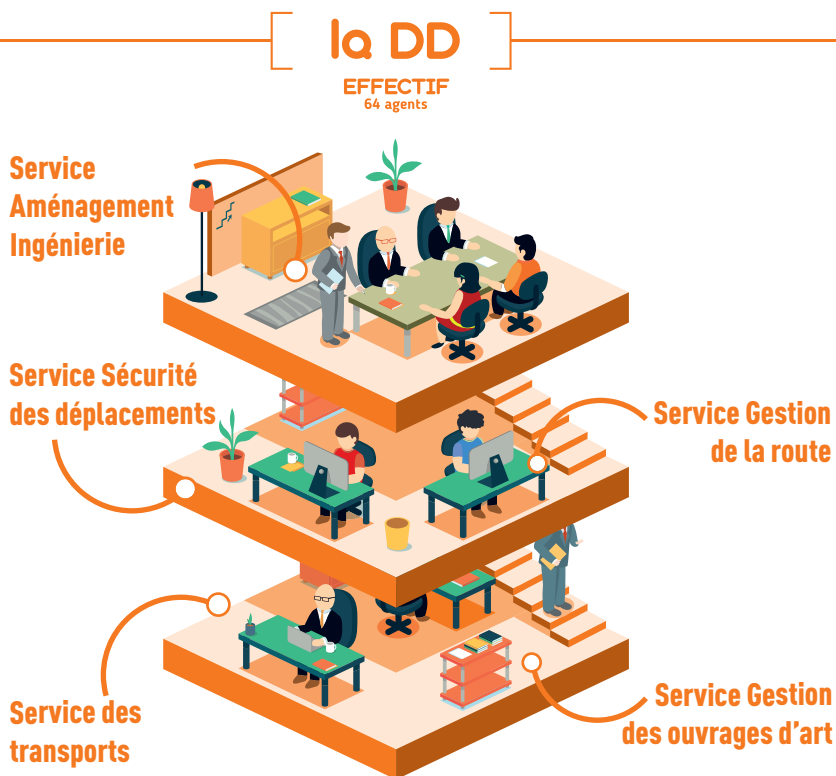 la DD
EFFECTIF
64 agents
Service
Aménagement
Ingénierie
Service Sécurité
des déplacements
Service Gestion
de la route
Service des
transports
Service Gestion
des ouvrages d'art